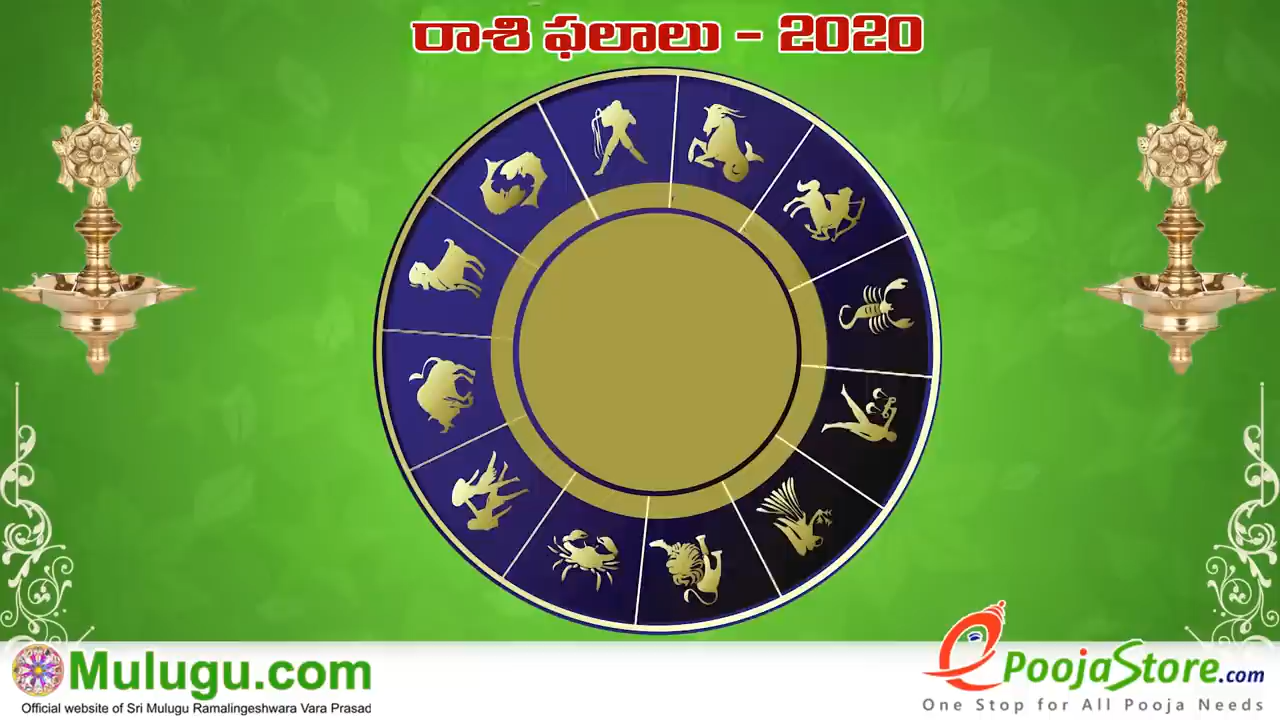 రాశి ఫలాలు - 2020
Mulugu.com
Official website of Sri Mulugu Ramalingeshwara Vara Prasad
ePoojaStore.com
One Stop for All Pooja Needs